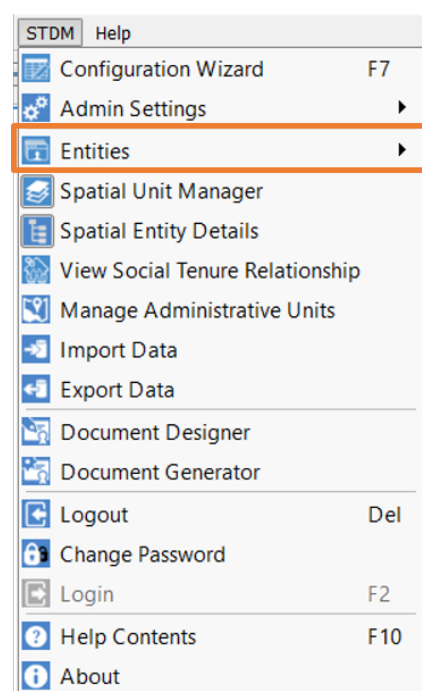 STDM Help
Configuration Wizard F7
Admin Settings
Entities
Spatial Unit Manager
Spatial Entity Details
View Social Tenure Relationship
Manage Administrative Units
Import Data
Export Data
Document Designer
Document Generator
Logout Del
Change Password
Login F2
Help Contents F10
About